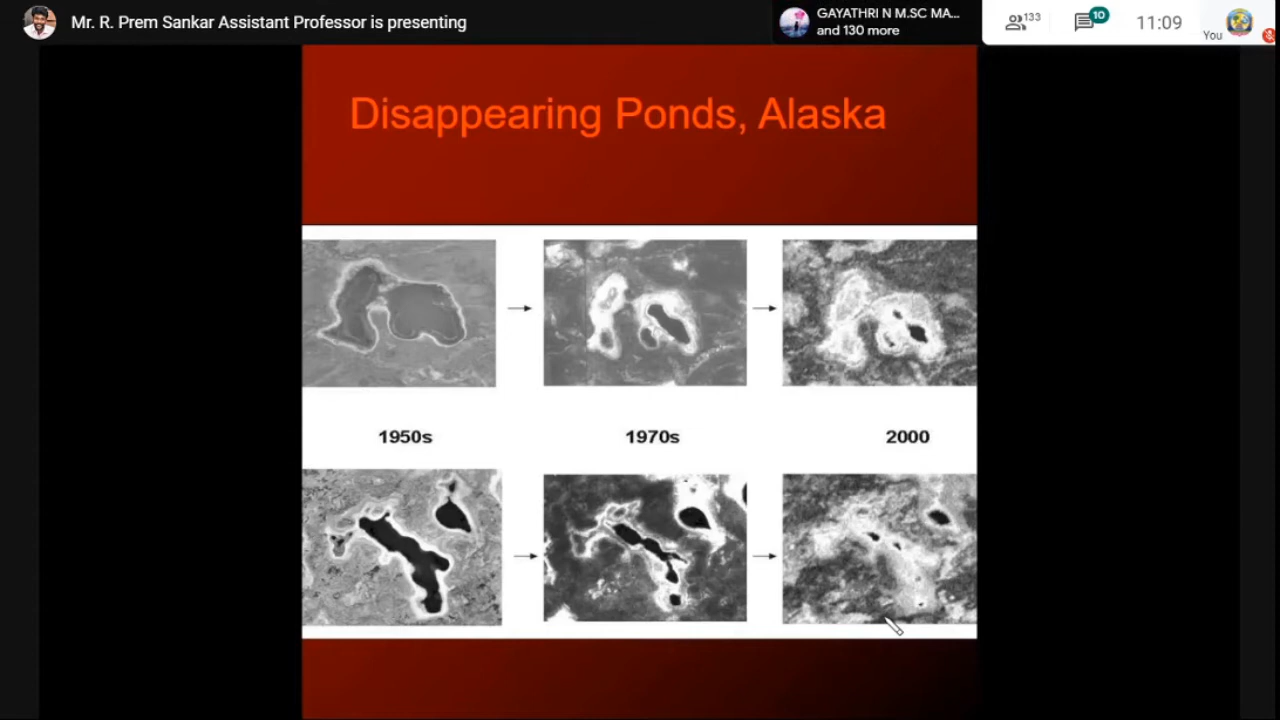 Mr. R. Prem Sankar Assistant Professor is presenting
GAYATHRI N M.SC MA...
and 130 more
133
10
11:09
You
Disappearing Ponds, Alaska
1950s
1970s
2000